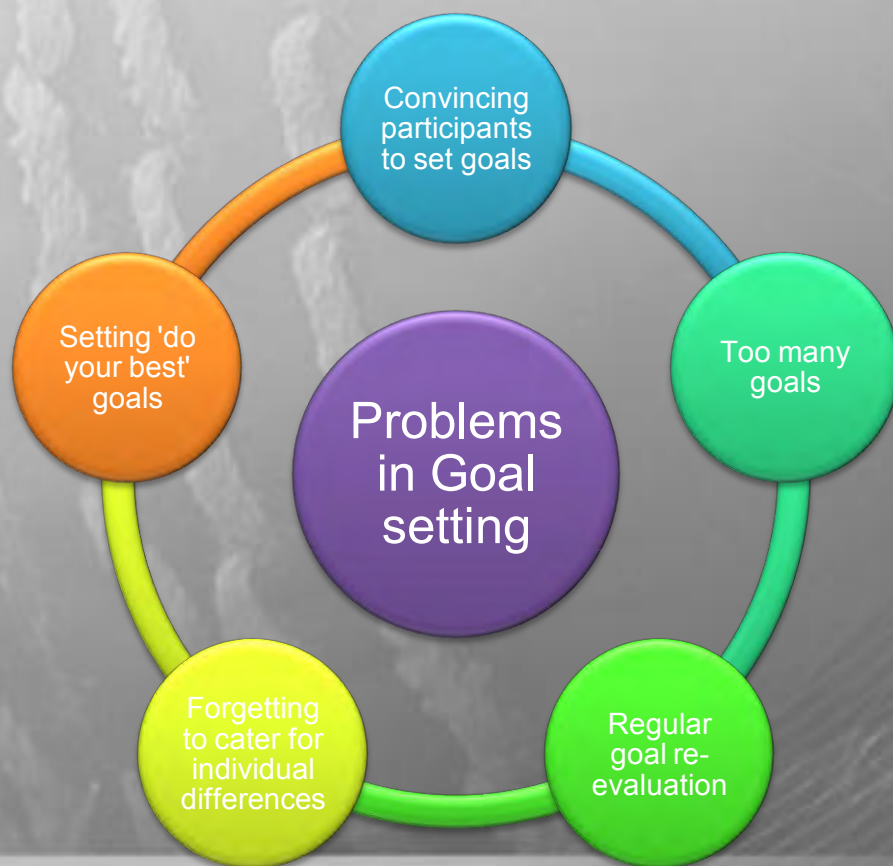 Convincing
participants
to set goals
Too many
goals
Regular
goal re-
evaluation
Forgetting
to cater for
individual
differences
Setting 'do
your best'
goals
Problems
in Goal
setting